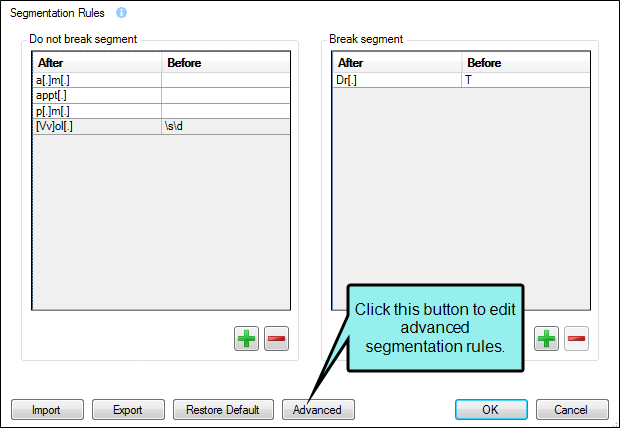 Segmentation Rules
Do not break segment
After Before
a[.]m[.]
appt[.]
p[.]m[.]
[Vv]ol[.] \s\d
Break segment
After Before
Dr[.] T
Click this button to edit
advanced
segmentation rules.
Import Export Restore Default Advanced OK Cancel